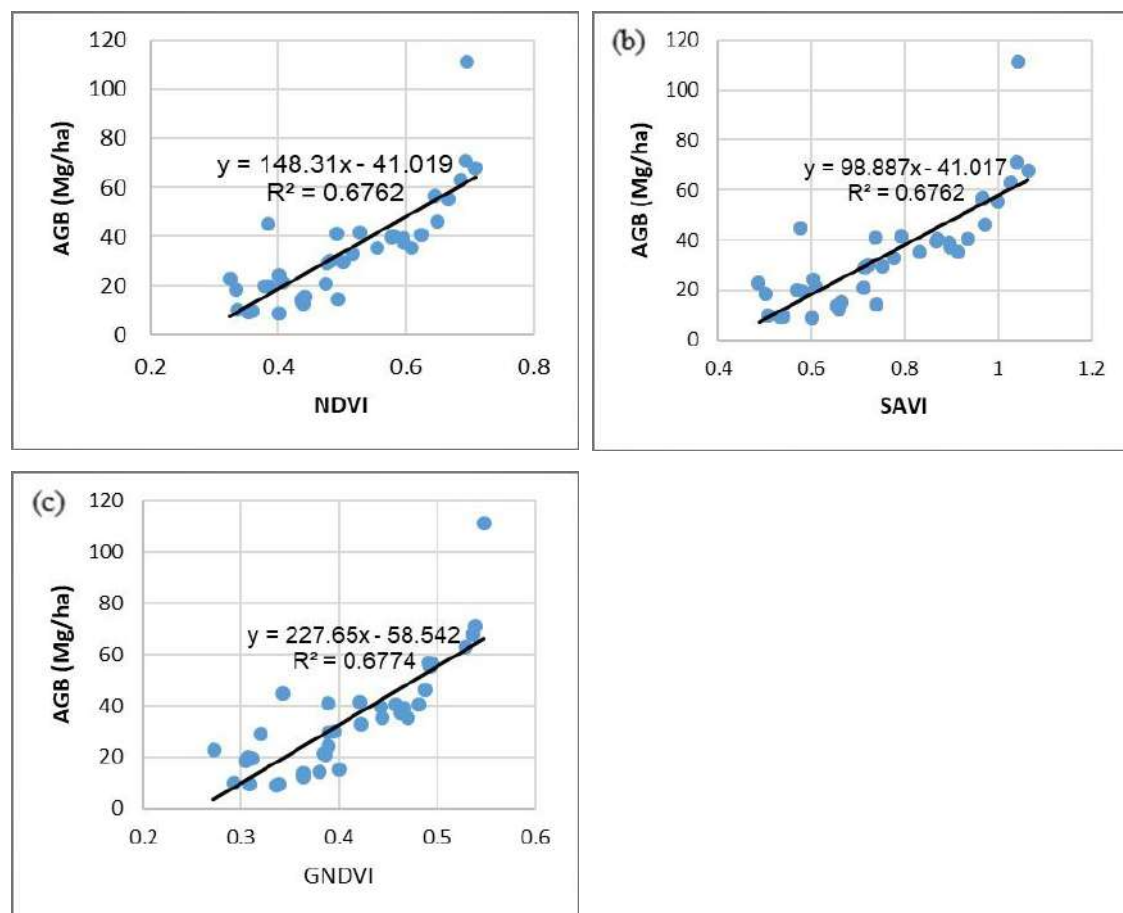 120
100
80
60
40
20
0
AGB (Mg/ha)
y = 148.31x - 41.019
R² = 0.6762
0.2 0.4 0.6 0.8
NDVI
(b)
120
100
80
60
40
20
0
AGB (Mg/ha)
y = 98.887x - 41.017
R² = 0.6762
0.4 0.6 0.8 1 1.2
SAVI
(c)
120
100
80
60
40
20
0
AGB (Mg/ha)
y = 227.65x - 58.542
R² = 0.6774
0.2 0.3 0.4 0.5 0.6
GNDVI